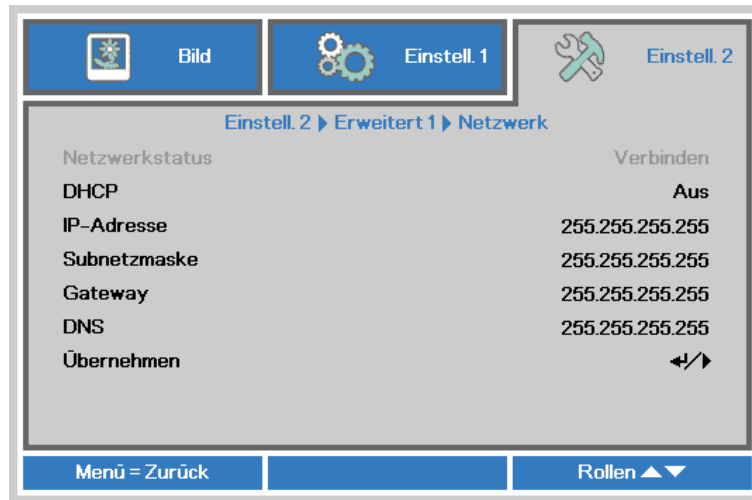 Bild
Einstell. 1
Einstell. 2
Einstell. 2 ▶ Erweitert 1 ▶ Netzwerk
Netzwerkstatus Verbinden
DHCP Aus
IP-Adresse 255.255.255.255
Subnetzmaske 255.255.255.255
Gateway 255.255.255.255
DNS 255.255.255.255
Übernehmen ↵/▶
Menü = Zurück
Rollen ▲▼